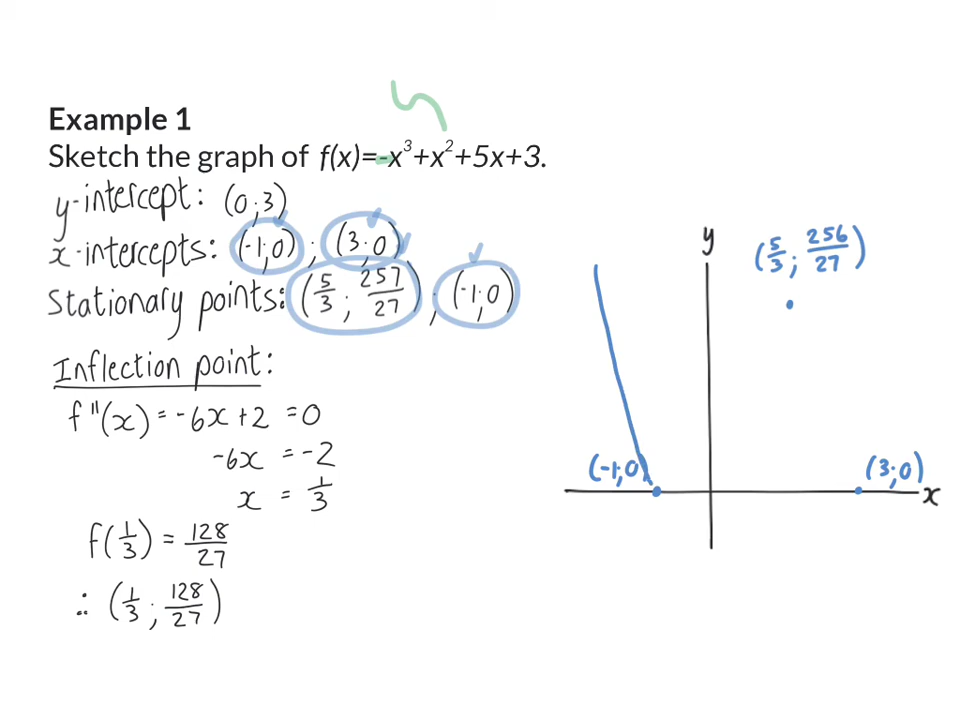 Example 1
Sketch the graph of f(x)=-x³+x²+5x+3.
y-intercept: (0;3)
x-intercepts: (-1;0) ; (3;0)
Stationary points: (5/3 ; 257/27) ; (-1;0)
Inflection point:
f''(x) = -6x + 2 = 0
-6x = -2
x = 1/3
f(1/3) = 128/27
∴ (1/3 ; 128/27)
y
(5/3 ; 256/27)
(-1;0)
(3;0)
x